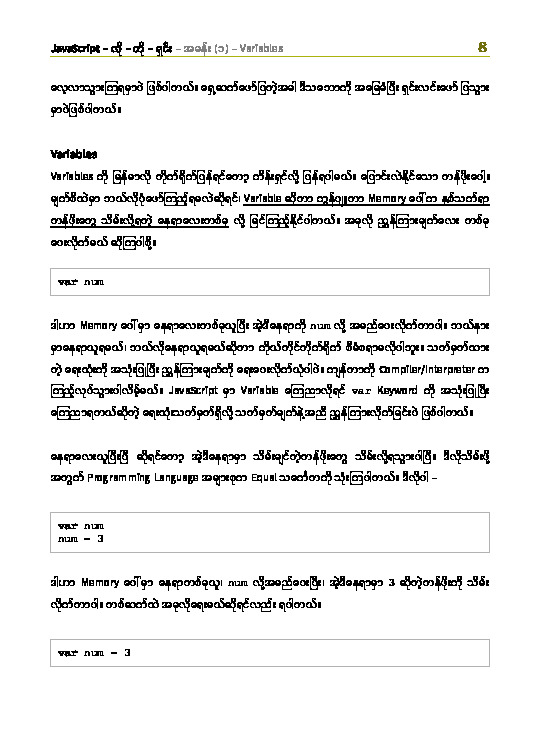 JavaScript – လို – တို – ရှင်း – အခန်း (၁) – Variables 8
လေ့လာသွားကြရမှာပဲ ဖြစ်ပါတယ်။ ရှေ့ဆက်ဖော်ပြတဲ့အခါ ဒီသဘောကို အခြေခံပြီး ရှင်းလင်းဖော် ပြသွား
မှာပဲဖြစ်ပါတယ်။
Variables
Variables ကို မြန်မာလို တိုက်ရိုက်ပြန်ရင်တော့ ကိန်းရှင်လို့ ပြန်ရပါမယ်။ ပြောင်းလဲနိုင်သော တန်ဖိုးပေါ့။
မျက်စိထဲမှာ ဘယ်လိုပုံဖော်ကြည့်ရမလဲဆိုရင်၊ Variable ဆိုတာ ကွန်ပျူတာ Memory ပေါ်က နှစ်သက်ရာ
တန်ဖိုးတွေ သိမ်းလို့ရတဲ့ နေရာလေးတစ်ခု လို့ မြင်ကြည့်နိုင်ပါတယ်။ အခုလို ညွှန်ကြားချက်လေး တစ်ခု
ပေးလိုက်မယ် ဆိုကြပါစို့။
var num
ဒါဟာ Memory ပေါ်မှာ နေရာလေးတစ်ခုယူပြီး အဲ့ဒီနေရာကို num လို့ အမည်ပေးလိုက်တာပါ။ ဘယ်နား
မှာနေရာယူရမယ်၊ ဘယ်လိုနေရာယူရမယ်ဆိုတာ ကိုယ်တိုင်တိုက်ရိုက် စီမံစရာမလိုပါဘူး။ သတ်မှတ်ထား
တဲ့ ရေးထုံးကို အသုံးပြုပြီး ညွှန်ကြားချက်ကို ရေးပေးလိုက်ယုံပါပဲ။ ကျန်တာကို Compiler/Interpreter က
ကြည့်လုပ်သွားပါလိမ့်မယ်။ JavaScript မှာ Variable ကြေညာလိုရင် var Keyword ကို အသုံးပြုပြီး
ကြေညာရတယ်ဆိုတဲ့ ရေးထုံးသတ်မှတ်ရှိလို့ သတ်မှတ်ချက်နဲ့အညီ ညွှန်ကြားလိုက်ခြင်းပဲ ဖြစ်ပါတယ်။
နေရာလေးယူပြီးပြီ ဆိုရင်တော့ အဲ့ဒီနေရာမှာ သိမ်းချင်တဲ့တန်ဖိုးတွေ သိမ်းလို့ရသွားပါပြီ။ ဒီလိုသိမ်းဖို့
အတွက် Programming Language အများစုက Equal သင်္ကေတကို သုံးကြပါတယ်။ ဒီလိုပါ –
var num
num = 3
ဒါဟာ Memory ပေါ်မှာ နေရာတစ်ခုယူ၊ num လို့အမည်ပေးပြီး၊ အဲ့ဒီနေရာမှာ 3 ဆိုတဲ့တန်ဖိုးကို သိမ်း
လိုက်တာပါ။ တစ်ဆက်ထဲ အခုလိုရေးမယ်ဆိုရင်လည်း ရပါတယ်။
var num = 3